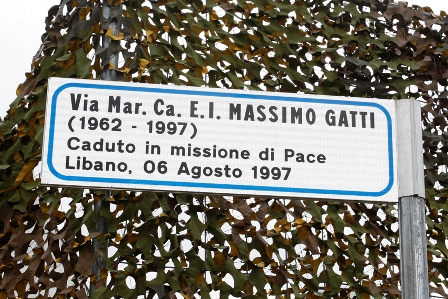 Via Mar. Ca. E.I. MASSIMO GATTI
(1962 - 1997)
Caduto in missione di Pace
Libano, 06 Agosto 1997